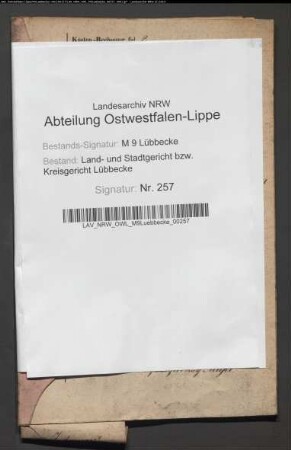 Landesarchiv NRW
Abteilung Ostwestfalen-Lippe
Bestands-Signatur: M 9 Lübbecke
Bestand: Land- und Stadtgericht bzw.
Kreisgericht Lübbecke
Signatur: Nr. 257
LAV_NRW_OWL_M9Luebbecke_00257